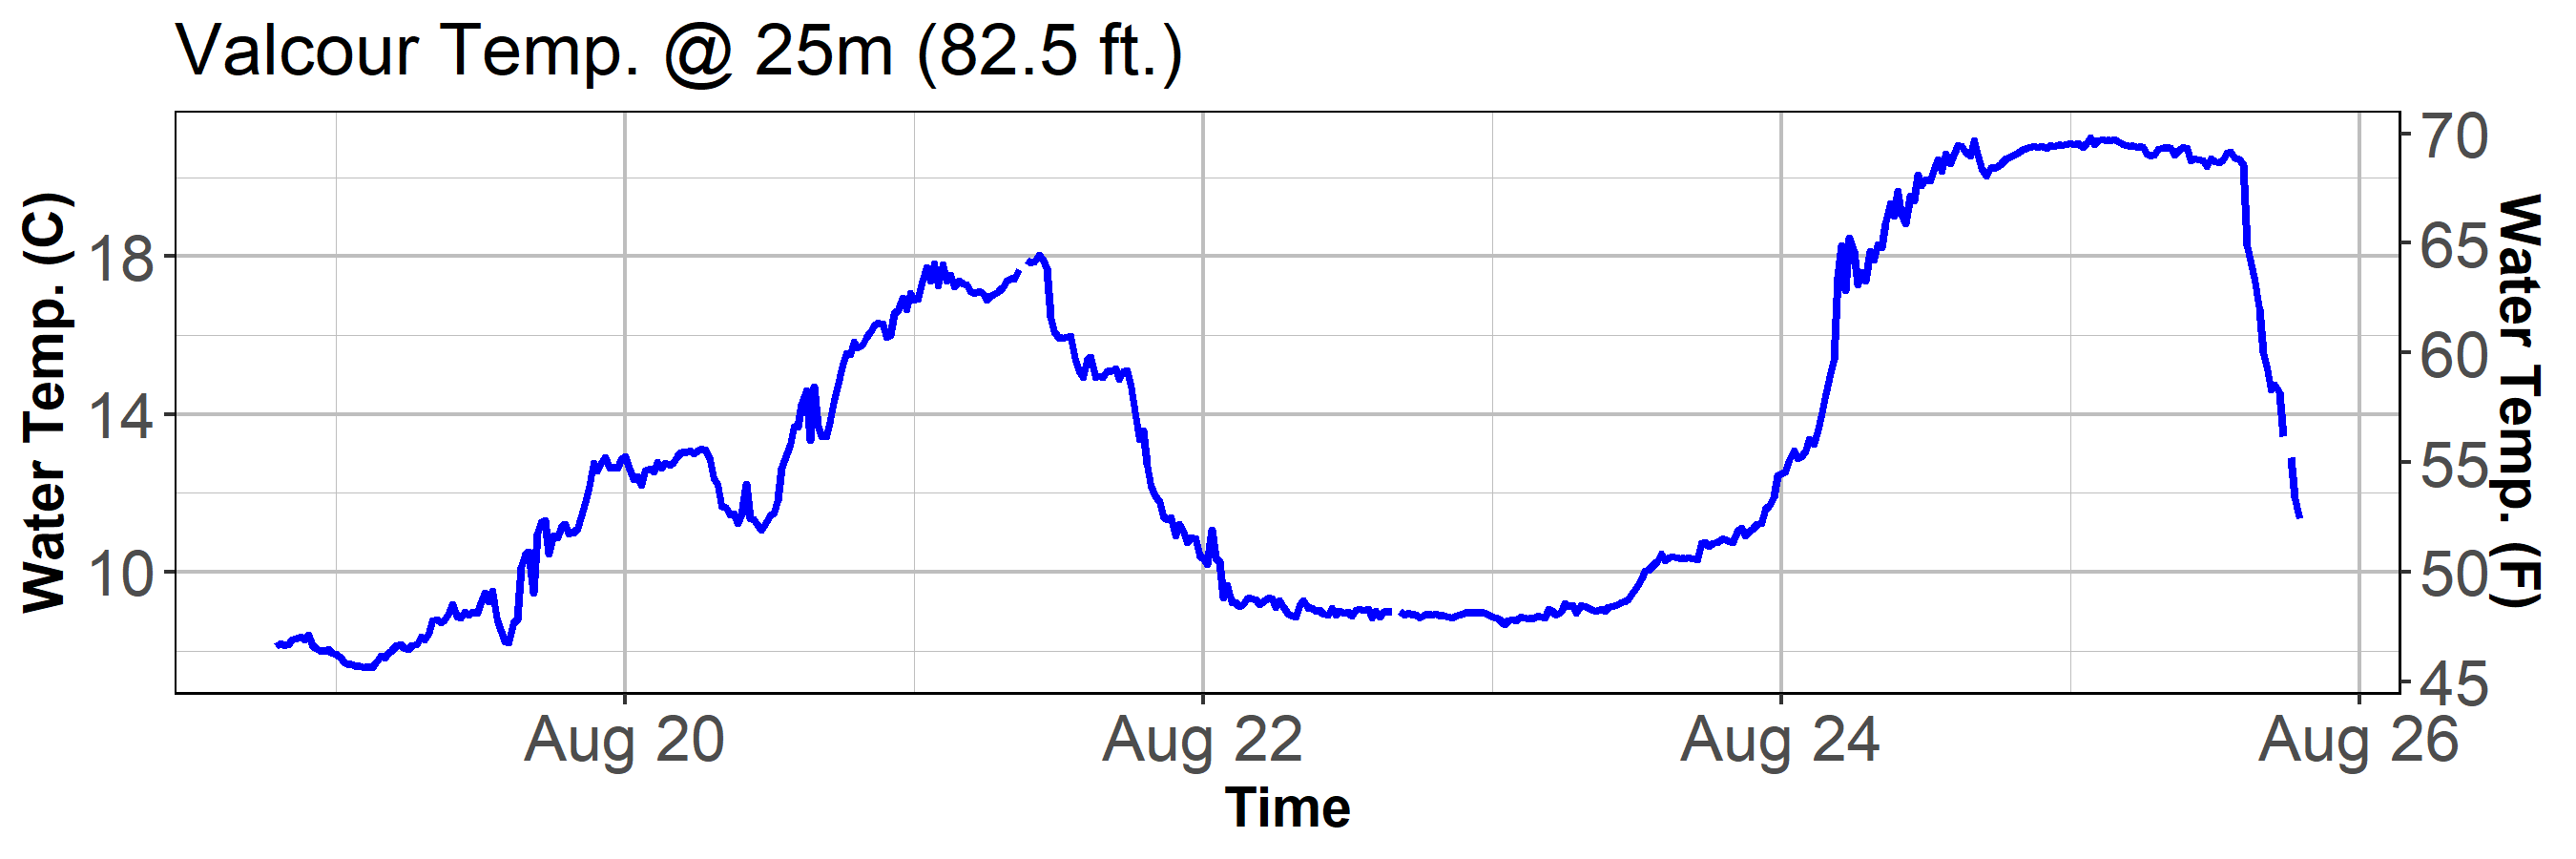 Valcour Temp. @ 25m (82.5 ft.)
Water Temp. (C)
18
14
10
70
65
60
55
50
45
Water Temp. (F)
Aug 20 Aug 22 Aug 24 Aug 26
Time